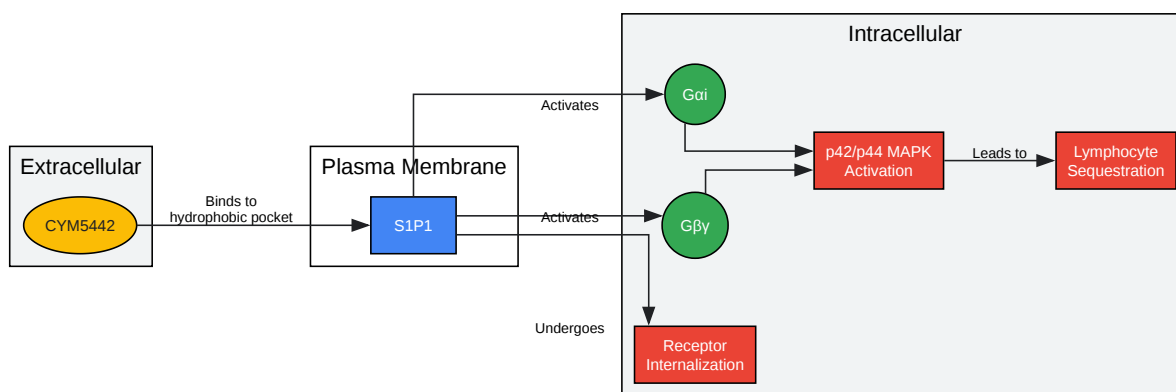 Intracellular
Gαi
Activates
Extracellular
Plasma Membrane
p42/p44 MAPK
Activation
Leads to
Lymphocyte
Sequestration
Binds to
hydrophobic pocket
CYM5442
S1P1
Activates
Gβγ
Undergoes
Receptor
Internalization